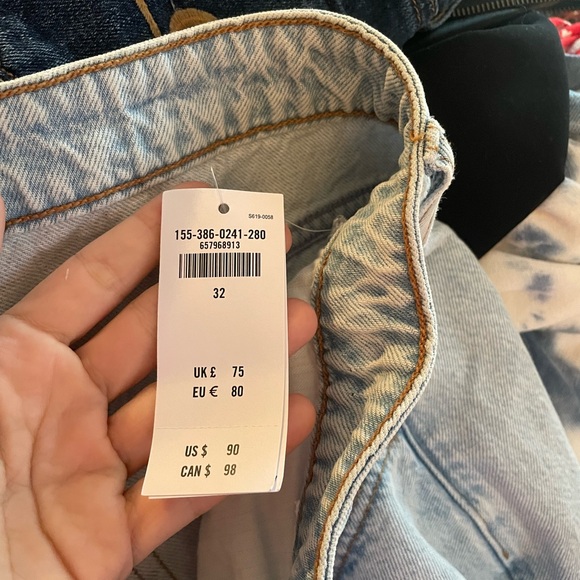 S619-0058
155-386-0241-280
657968913
32
UK £ 75
EU € 80
US $ 90
CAN $ 98